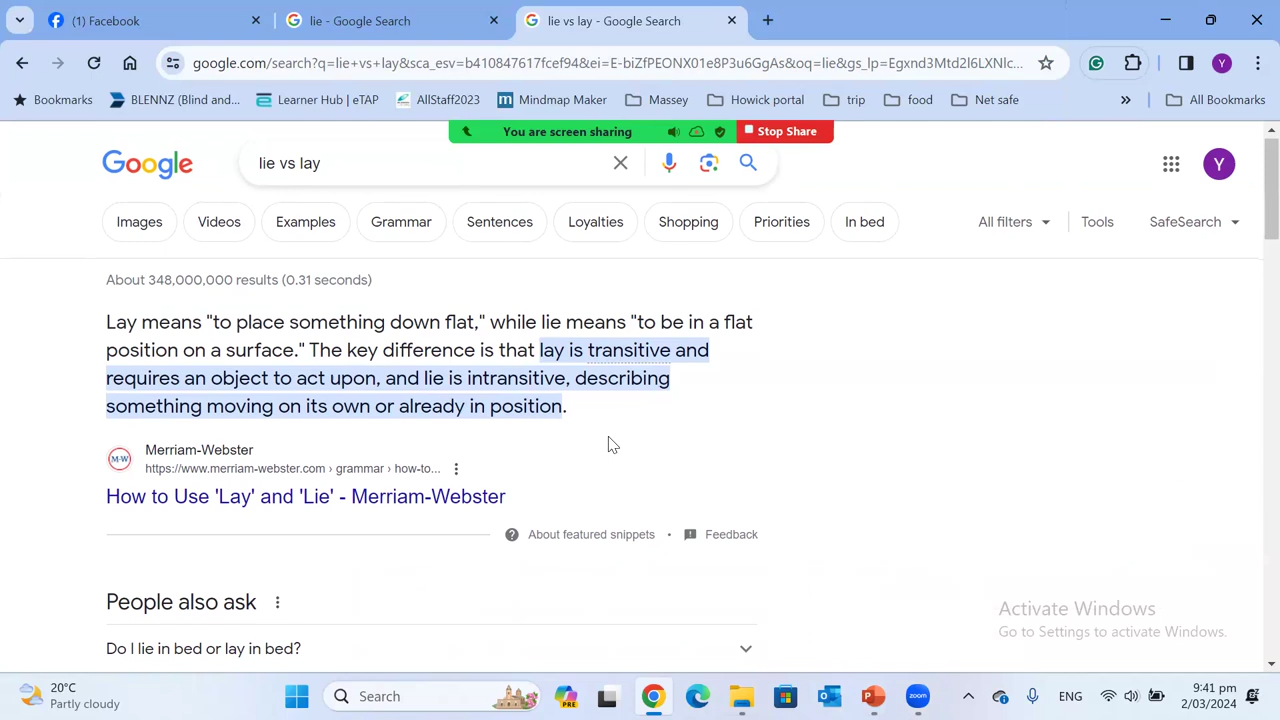 (1) Facebook
lie - Google Search
lie vs lay - Google Search
google.com/search?q=lie+vs+lay&sca_esv=b410847617fcef94&ei=E-biZfPEONX01e8P3u6GgAs&oq=lie&gs_lp=Egxnd3Mtd2l6LXNlc...
Y
Bookmarks
BLENNZ (Blind and...
Learner Hub | eTAP
AllStaff2023
Mindmap Maker
Massey
Howick portal
trip
food
Net safe
All Bookmarks
You are screen sharing
Stop Share
Google
lie vs lay
Y
Images
Videos
Examples
Grammar
Sentences
Loyalties
Shopping
Priorities
In bed
All filters
Tools
SafeSearch
About 348,000,000 results (0.31 seconds)
Lay means "to place something down flat," while lie means "to be in a flat
position on a surface." The key difference is that lay is transitive and
requires an object to act upon, and lie is intransitive, describing
something moving on its own or already in position.
M-W
Merriam-Webster
https://www.merriam-webster.com › grammar › how-to...
How to Use 'Lay' and 'Lie' - Merriam-Webster
About featured snippets
Feedback
People also ask
Do I lie in bed or lay in bed?
Activate Windows
Go to Settings to activate Windows.
20°C
Partly cloudy
Search
PRE
zoom
ENG
9:41 pm
2/03/2024